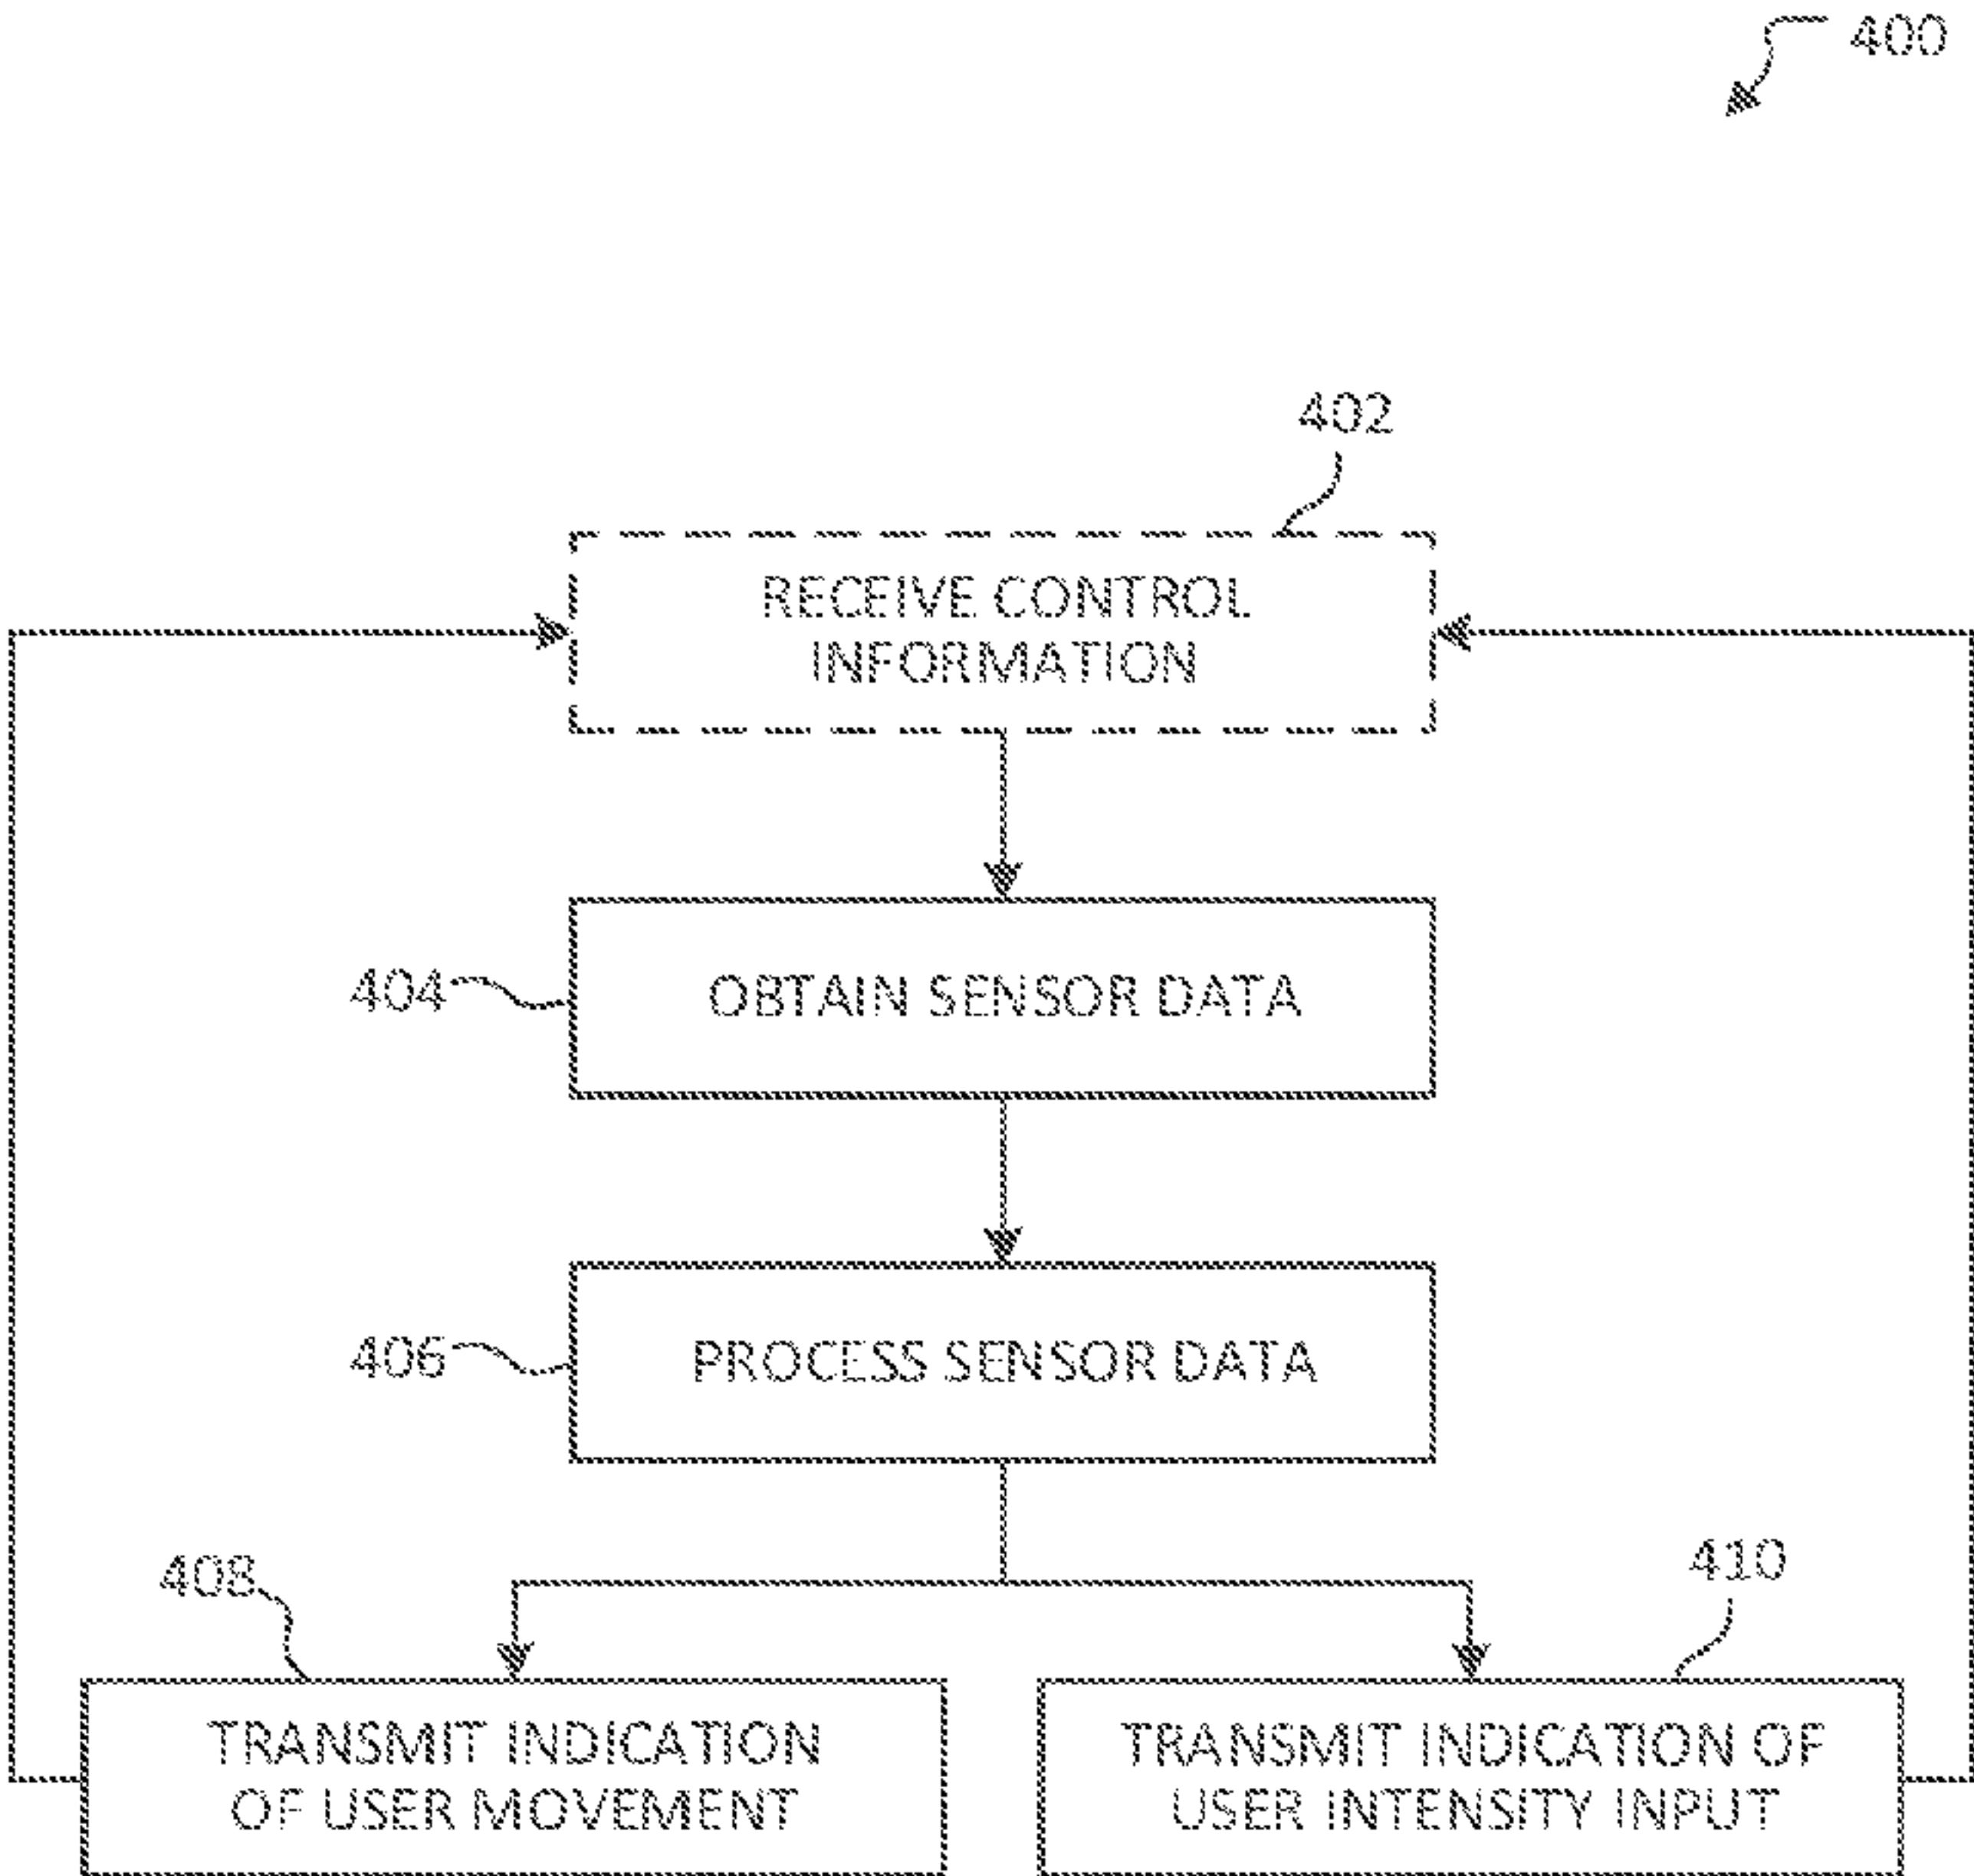 400
402
RECEIVE CONTROL
INFORMATION
404
OBTAIN SENSOR DATA
406
PROCESS SENSOR DATA
408
410
TRANSMIT INDICATION
OF USER MOVEMENT
TRANSMIT INDICATION OF
USER INTENSITY INPUT